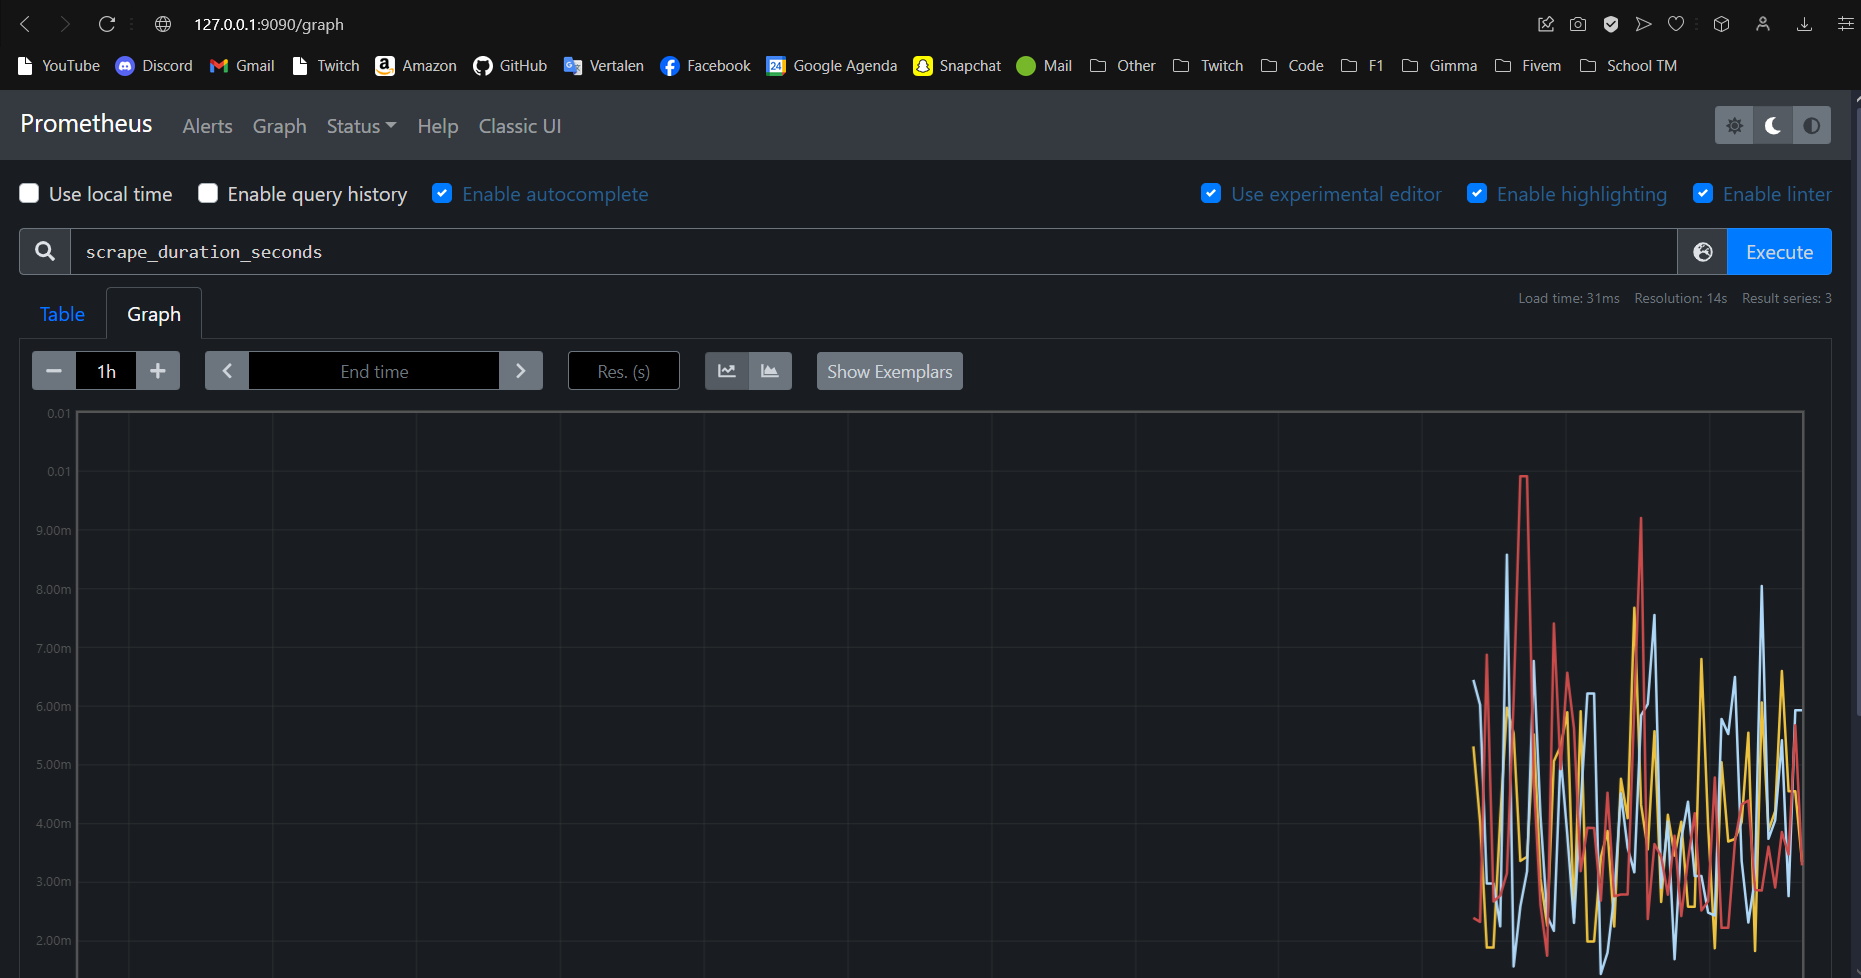 127.0.0.1:9090/graph
YouTube Discord Gmail Twitch Amazon GitHub Vertalen Facebook 24 Google Agenda Snapchat Mail Other Twitch Code F1 Gimma Fivem School TM
Prometheus Alerts Graph Status Help Classic UI
Use local time Enable query history Enable autocomplete Use experimental editor Enable highlighting Enable linter
scrape_duration_seconds Execute
Load time: 31ms Resolution: 14s Result series: 3
Table Graph
1h End time Res. (s) Show Exemplars
0.01
0.01
9.00m
8.00m
7.00m
6.00m
5.00m
4.00m
3.00m
2.00m